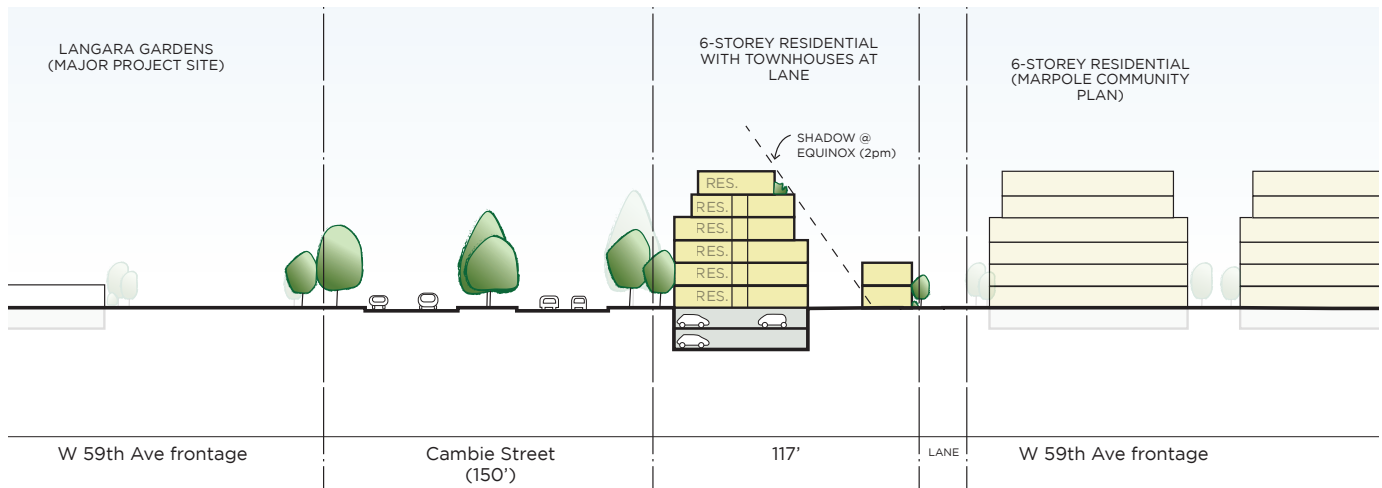 LANGARA GARDENS
(MAJOR PROJECT SITE)
6-STOREY RESIDENTIAL
WITH TOWNHOUSES AT
LANE
6-STOREY RESIDENTIAL
(MARPOLE COMMUNITY
PLAN)
SHADOW @
EQUINOX (2pm)
RES.
RES.
RES.
RES.
RES.
RES.
W 59th Ave frontage
Cambie Street
(150’)
117’
LANE
W 59th Ave frontage